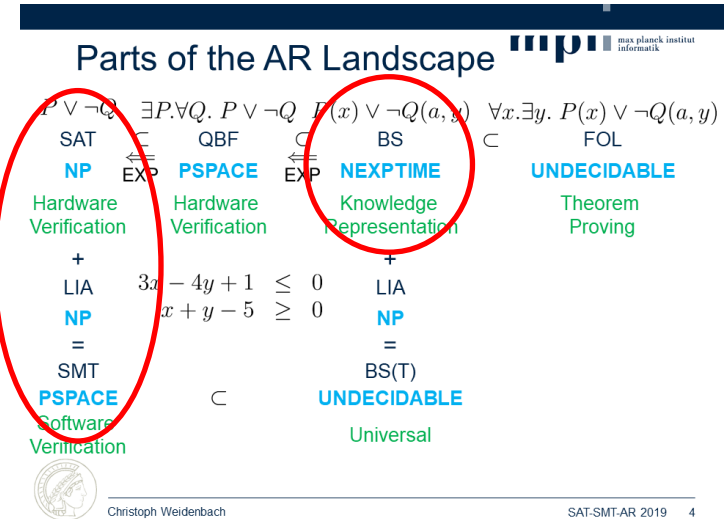 max planck institut
informatik
Parts of the AR Landscape
P ∨ ¬Q ∃P.∀Q. P ∨ ¬Q P(x) ∨ ¬Q(a, y) ∀x.∃y. P(x) ∨ ¬Q(a, y)
SAT ⊂ QBF ⊂ BS ⊂ FOL
NP ⟸ EXP PSPACE ⟸ EXP NEXPTIME UNDECIDABLE
Hardware Hardware Knowledge Theorem
Verification Verification Representation Proving
+ +
LIA 3x − 4y + 1 ≤ 0 LIA
NP x + y − 5 ≥ 0 NP
= =
SMT BS(T)
PSPACE ⊂ UNDECIDABLE
Software Universal
Verification
Christoph Weidenbach SAT-SMT-AR 2019 4